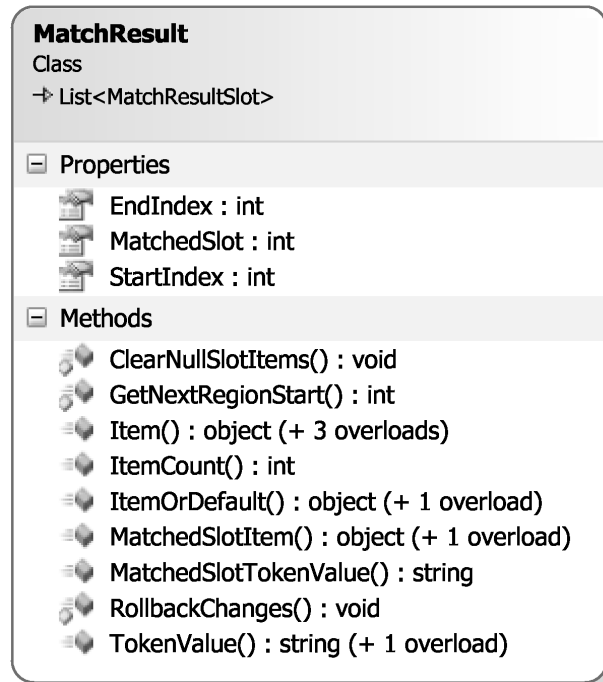 MatchResult
Class
List<MatchResultSlot>
Properties
EndIndex : int
MatchedSlot : int
StartIndex : int
Methods
ClearNullSlotItems() : void
GetNextRegionStart() : int
Item() : object (+ 3 overloads)
ItemCount() : int
ItemOrDefault() : object (+ 1 overload)
MatchedSlotItem() : object (+ 1 overload)
MatchedSlotTokenValue() : string
RollbackChanges() : void
TokenValue() : string (+ 1 overload)